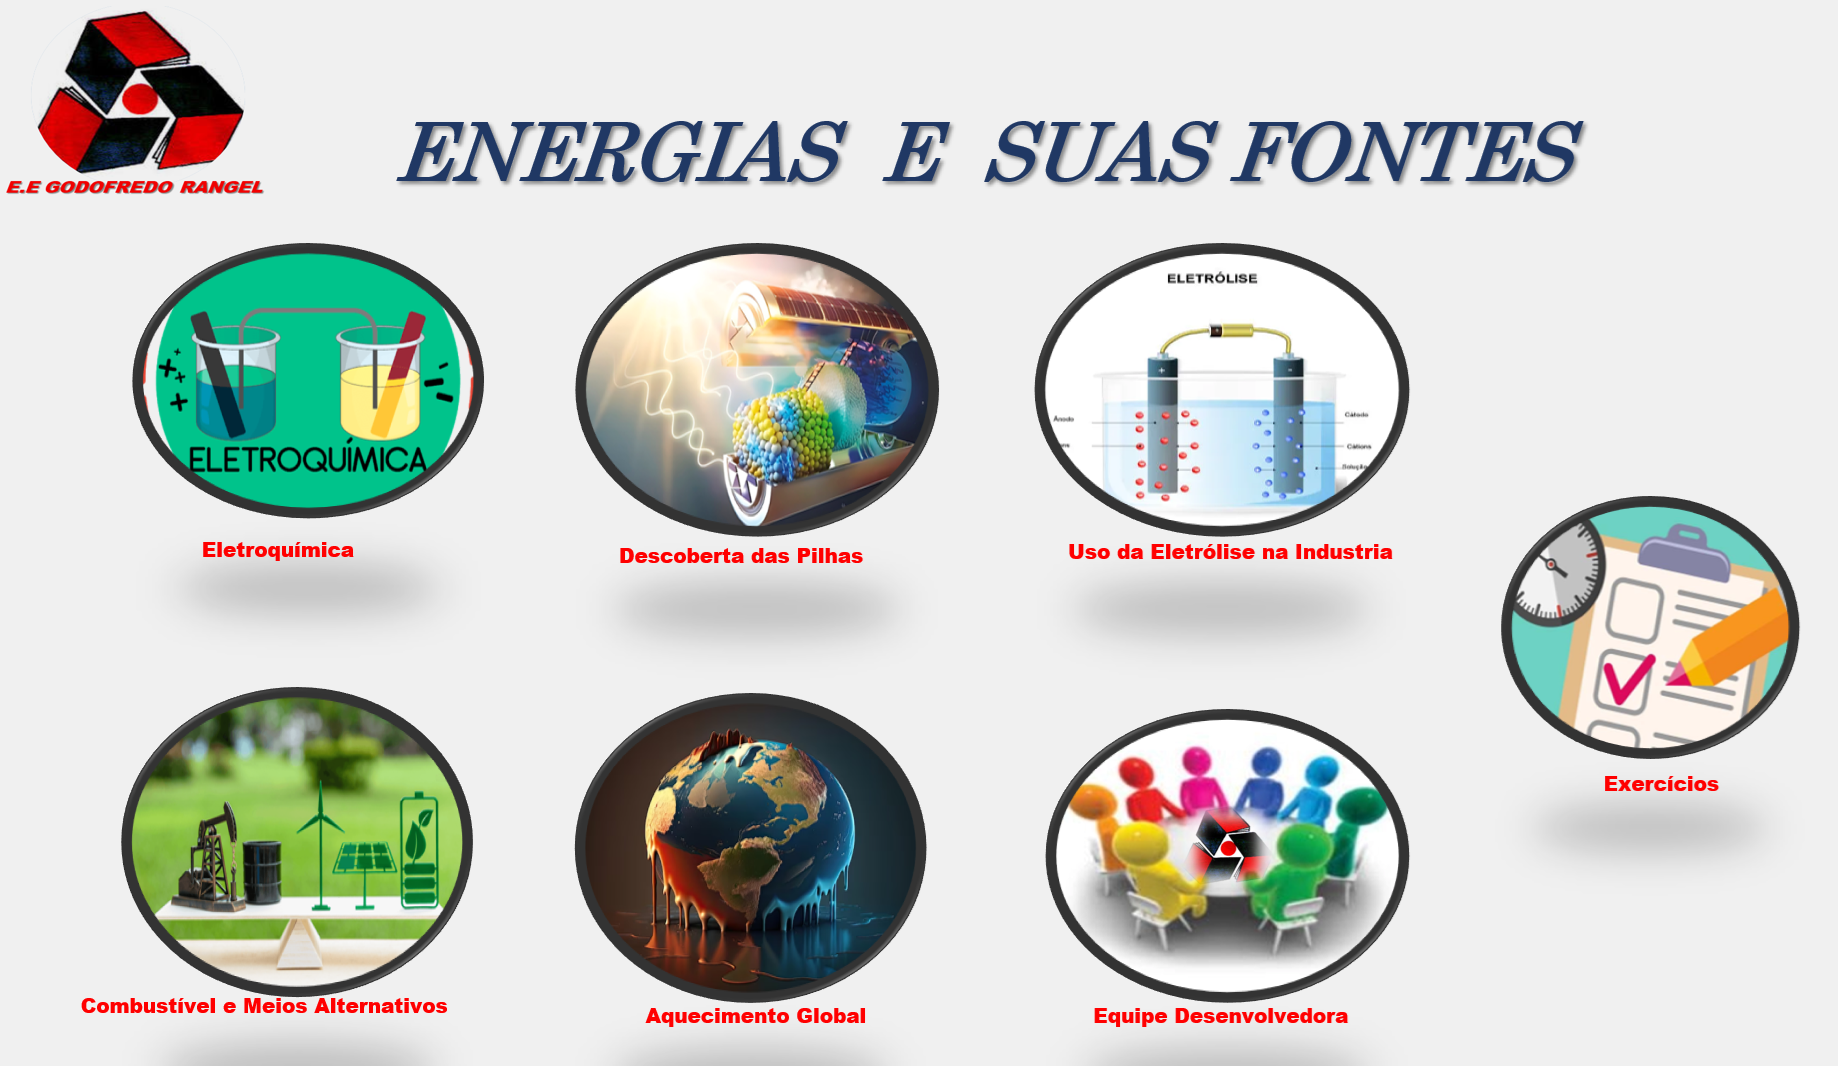 E.E GODOFREDO RANGEL
ENERGIAS E SUAS FONTES
ELETROQUÍMICA
Eletroquímica
Descoberta das Pilhas
ELETRÓLISE
+
-
Ânodo
Cátodo
Cátions
Solução
Uso da Eletrólise na Industria
Exercícios
Combustível e Meios Alternativos
Aquecimento Global
Equipe Desenvolvedora